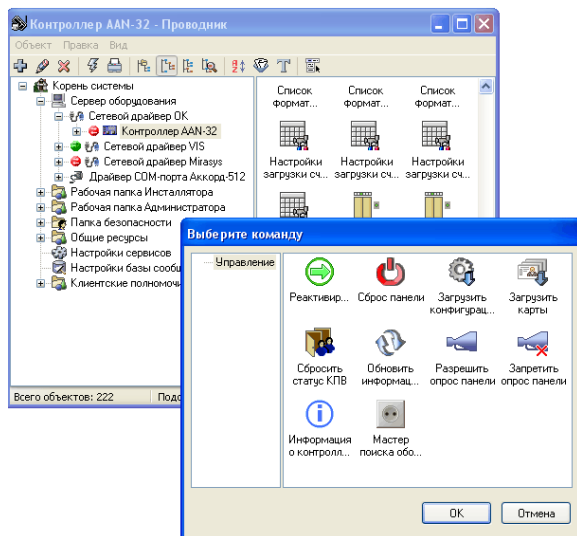 Контроллер AAN-32 - Проводник
Объект Правка Вид
Корень системы
Сервер оборудования
Сетевой драйвер ОК
Контроллер AAN-32
Сетевой драйвер VIS
Сетевой драйвер Mirasys
Драйвер COM-порта Аккорд-512
Рабочая папка Инсталлятора
Рабочая папка Администратора
Папка безопасности
Общие ресурсы
Настройки сервисов
Настройки базы сообщ
Клиентские полномочи
Список формат...
Список формат...
Список формат...
Настройки загрузки сч...
Настройки загрузки сч...
Настройки загрузки сч...
Всего объектов: 222
Подс
Выберите команду
Управление
Реактивир...
Сброс панели
Загрузить конфигурац...
Загрузить карты
Сбросить статус КПВ
Обновить информац...
Разрешить опрос панели
Запретить опрос панели
Информация о контролл...
Мастер поиска обо...
OK
Отмена